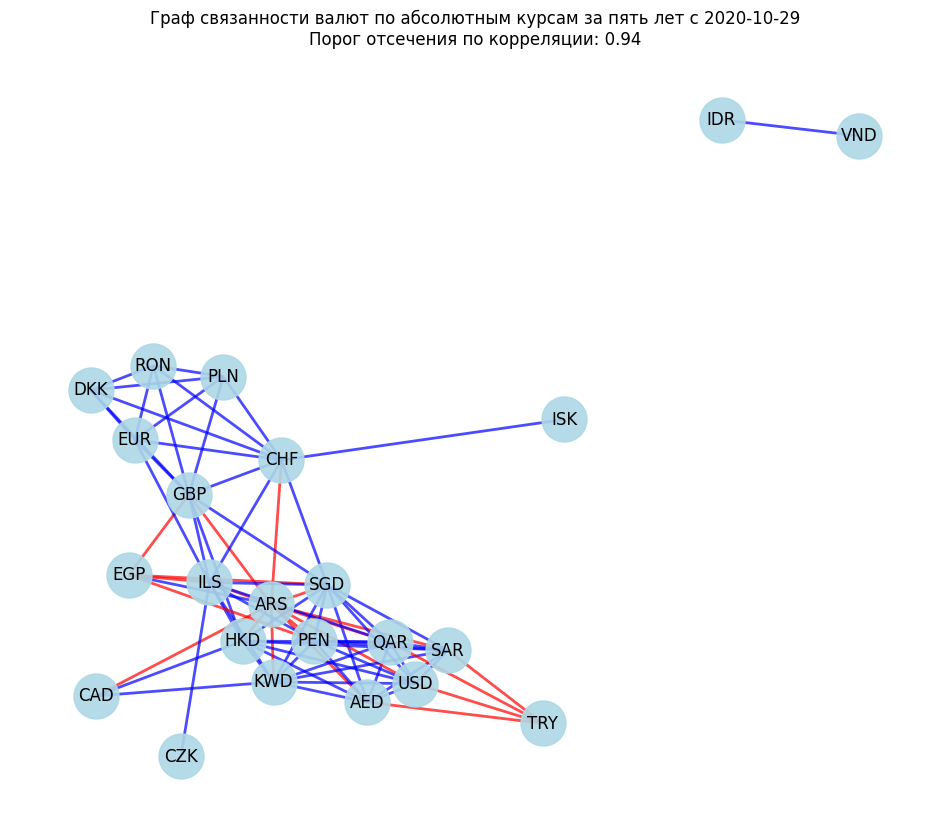 Граф связанности валют по абсолютным курсам за пять лет с 2020-10-29
Порог отсечения по корреляции: 0.94
IDR
VND
RON
PLN
DKK
ISK
EUR
CHF
GBP
EGP
ILS
SGD
ARS
HKD
PEN
QAR
SAR
KWD
USD
CAD
AED
TRY
CZK